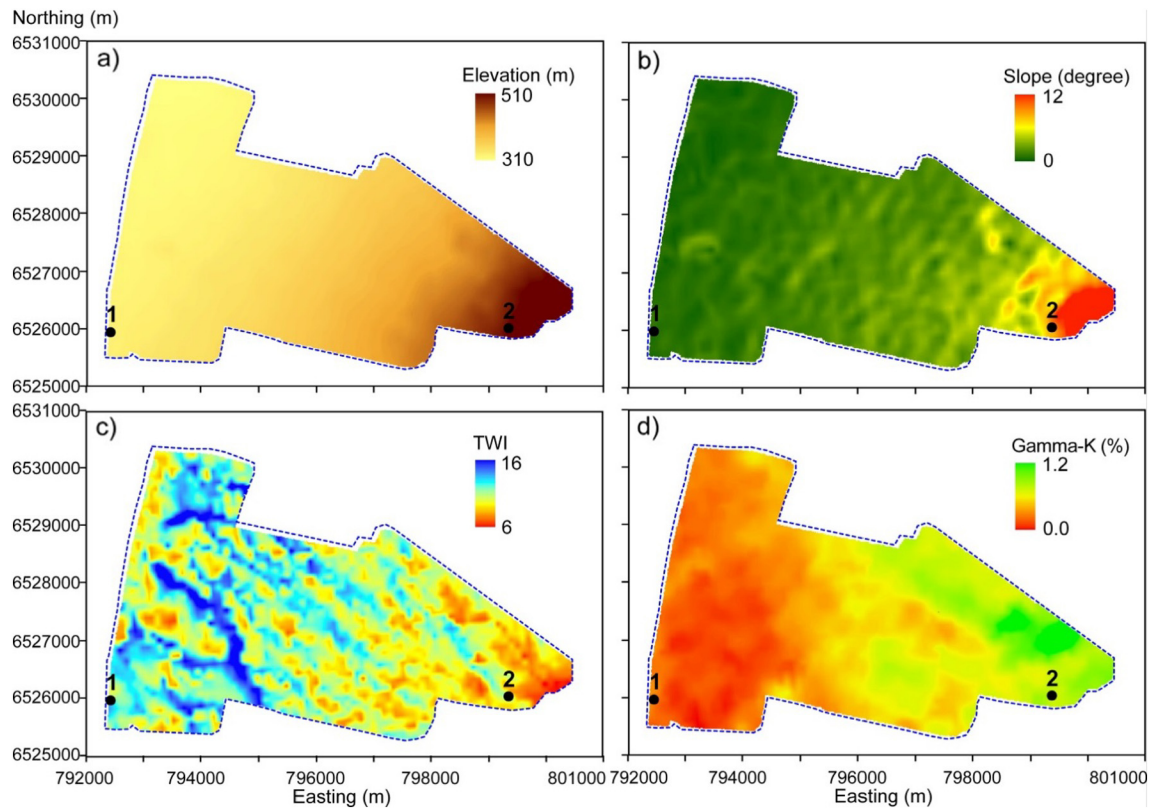 Northing (m)
6531000
6530000
6529000
6528000
6527000
6526000
6525000
a)
Elevation (m)
510
310
1
2
b)
Slope (degree)
12
0
1
2
6531000
6530000
6529000
6528000
6527000
6526000
6525000
c)
TWI
16
6
1
2
d)
Gamma-K (%)
1.2
0.0
1
2
792000 794000 796000 798000 801000 792000 794000 796000 798000 801000
Easting (m) Easting (m)